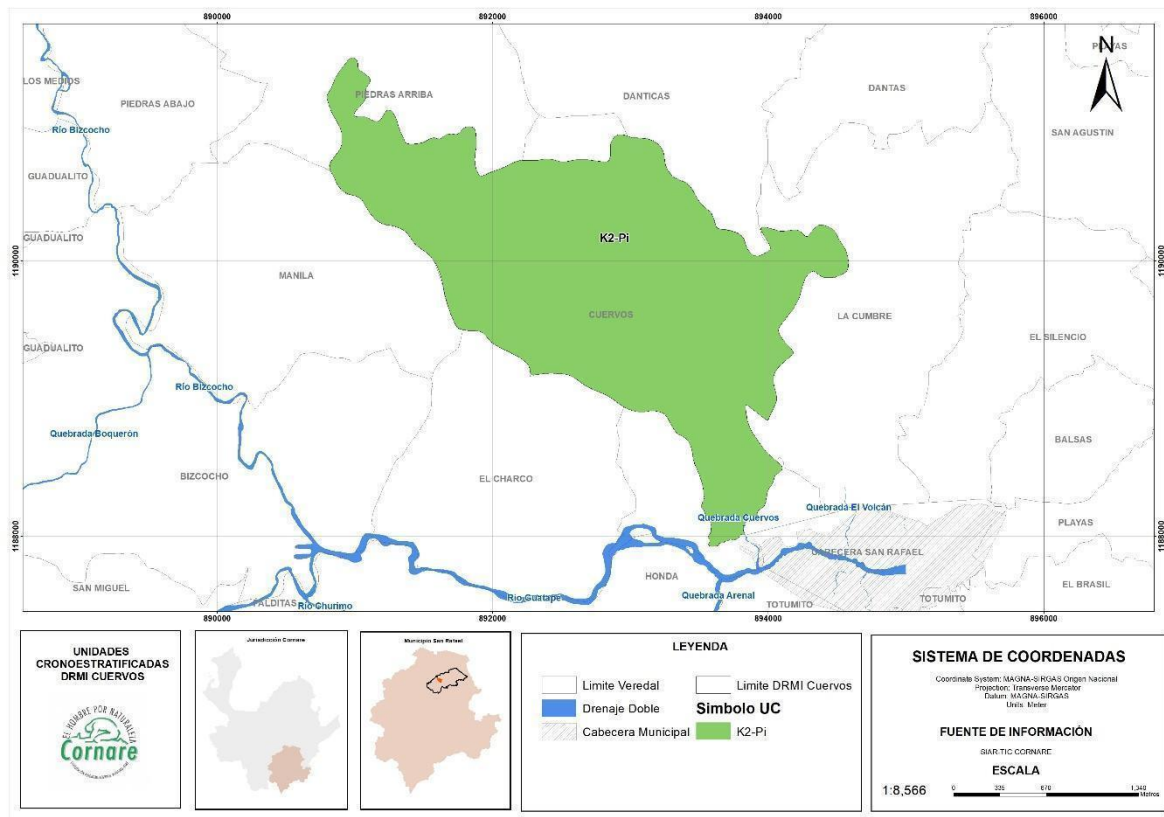 890000
892000
894000
896000
N
PLAYAS
LOS MEDIOS
PIEDRAS ABAJO
PIEDRAS ARRIBA
DANTICAS
DANTAS
Río Bizcocho
SAN AGUSTIN
GUADUALITO
GUADUALITO
K2-Pi
1190000
1190000
MANILA
CUERVOS
LA CUMBRE
EL SILENCIO
GUADUALITO
Río Bizcocho
Quebrada Boquerón
BALSAS
BIZCOCHO
EL CHARCO
Quebrada El Volcán
Quebrada Cuervos
PLAYAS
1188000
1188000
CABECERA SAN RAFAEL
SAN MIGUEL
HONDA
EL BRASIL
FALDITAS
Río Churimo
Río Guatapé
Quebrada Arenal
TOTUMITO
TOTUMITO
890000
892000
894000
896000
UNIDADES
CRONOESTRATIFICADAS
DRMI CUERVOS
EL HOMBRE POR NATURALEZA
Cornare
Jurisdicción Cornare
Municipio San Rafael
LEYENDA
Limite Veredal
Limite DRMI Cuervos
Drenaje Doble
Simbolo UC
Cabecera Municipal
K2-Pi
SISTEMA DE COORDENADAS
Coordinate System: MAGNA-SIRGAS Origen Nacional
Projection: Transverse Mercator
Datum: MAGNA-SIRGAS
Units: Meter
FUENTE DE INFORMACIÓN
SIAR-TIC CORNARE
ESCALA
1:8,566
0 335 670 1,340
Metros